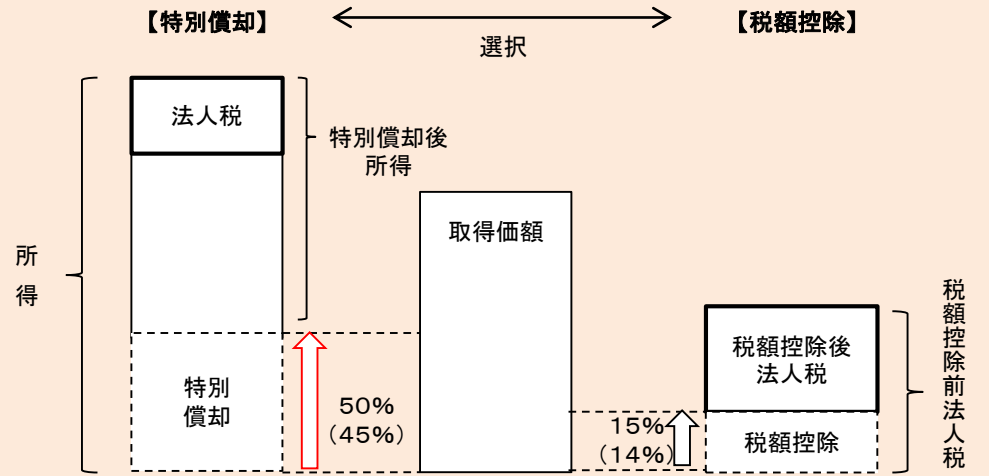 【特別償却】
選択
【税額控除】
法人税
特別償却後
所得
取得価額
所得
税額控除後
法人税
税額控除前法人税
特別
償却
50%
(45%)
15%
(14%)
税額控除